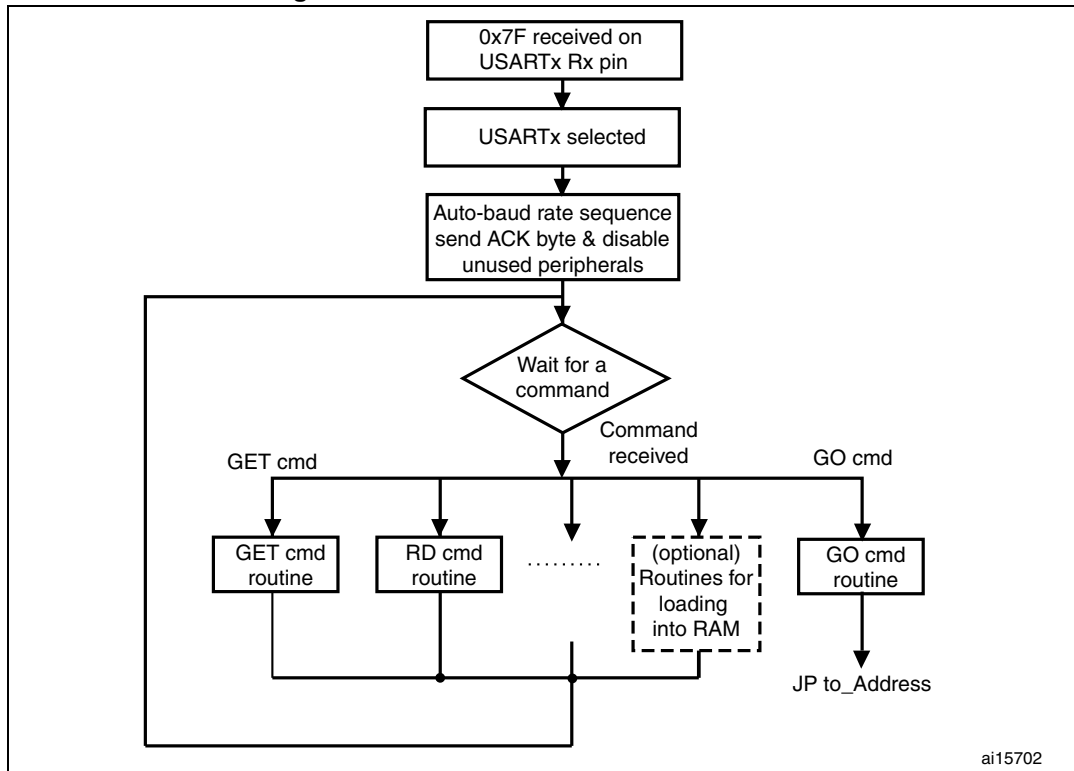 0x7F received on
USARTx Rx pin
USARTx selected
Auto-baud rate sequence
send ACK byte & disable
unused peripherals
Wait for a
command
Command
received
GET cmd
GO cmd
GET cmd
routine
RD cmd
routine
.........
(optional)
Routines for
loading
into RAM
GO cmd
routine
JP to_Address
ai15702